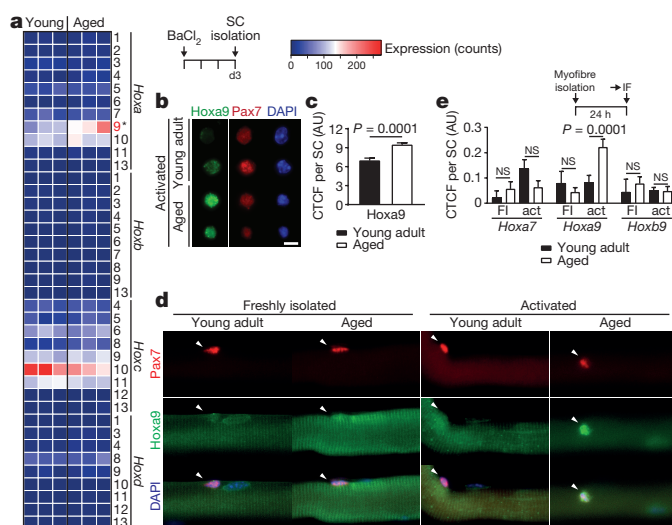 a
Young Aged
1
2
3
4
5
6
7
9*
10
11
13
Hoxa
1
2
3
4
5
6
7
8
9
13
Hoxb
4
5
6
8
9
10
11
12
13
Hoxc
1
3
4
8
9
10
11
12
13
Hoxd
BaCl2
SC
isolation
d3
Expression (counts)
0 100 200
b
Hoxa9
Pax7
DAPI
Activated
Young adult
Aged
c
CTCF per SC (AU)
P = 0.0001
12
9
6
3
0
Hoxa9
Young adult
Aged
e
Myofibre
isolation
IF
24 h
CTCF per SC (AU)
P = 0.0001
0.3
0.2
0.1
0
NS NS NS NS NS
FI act FI act FI act
Hoxa7 Hoxa9 Hoxb9
Young adult
Aged
d
Freshly isolated Activated
Young adult Aged Young adult Aged
Pax7
Hoxa9
DAPI